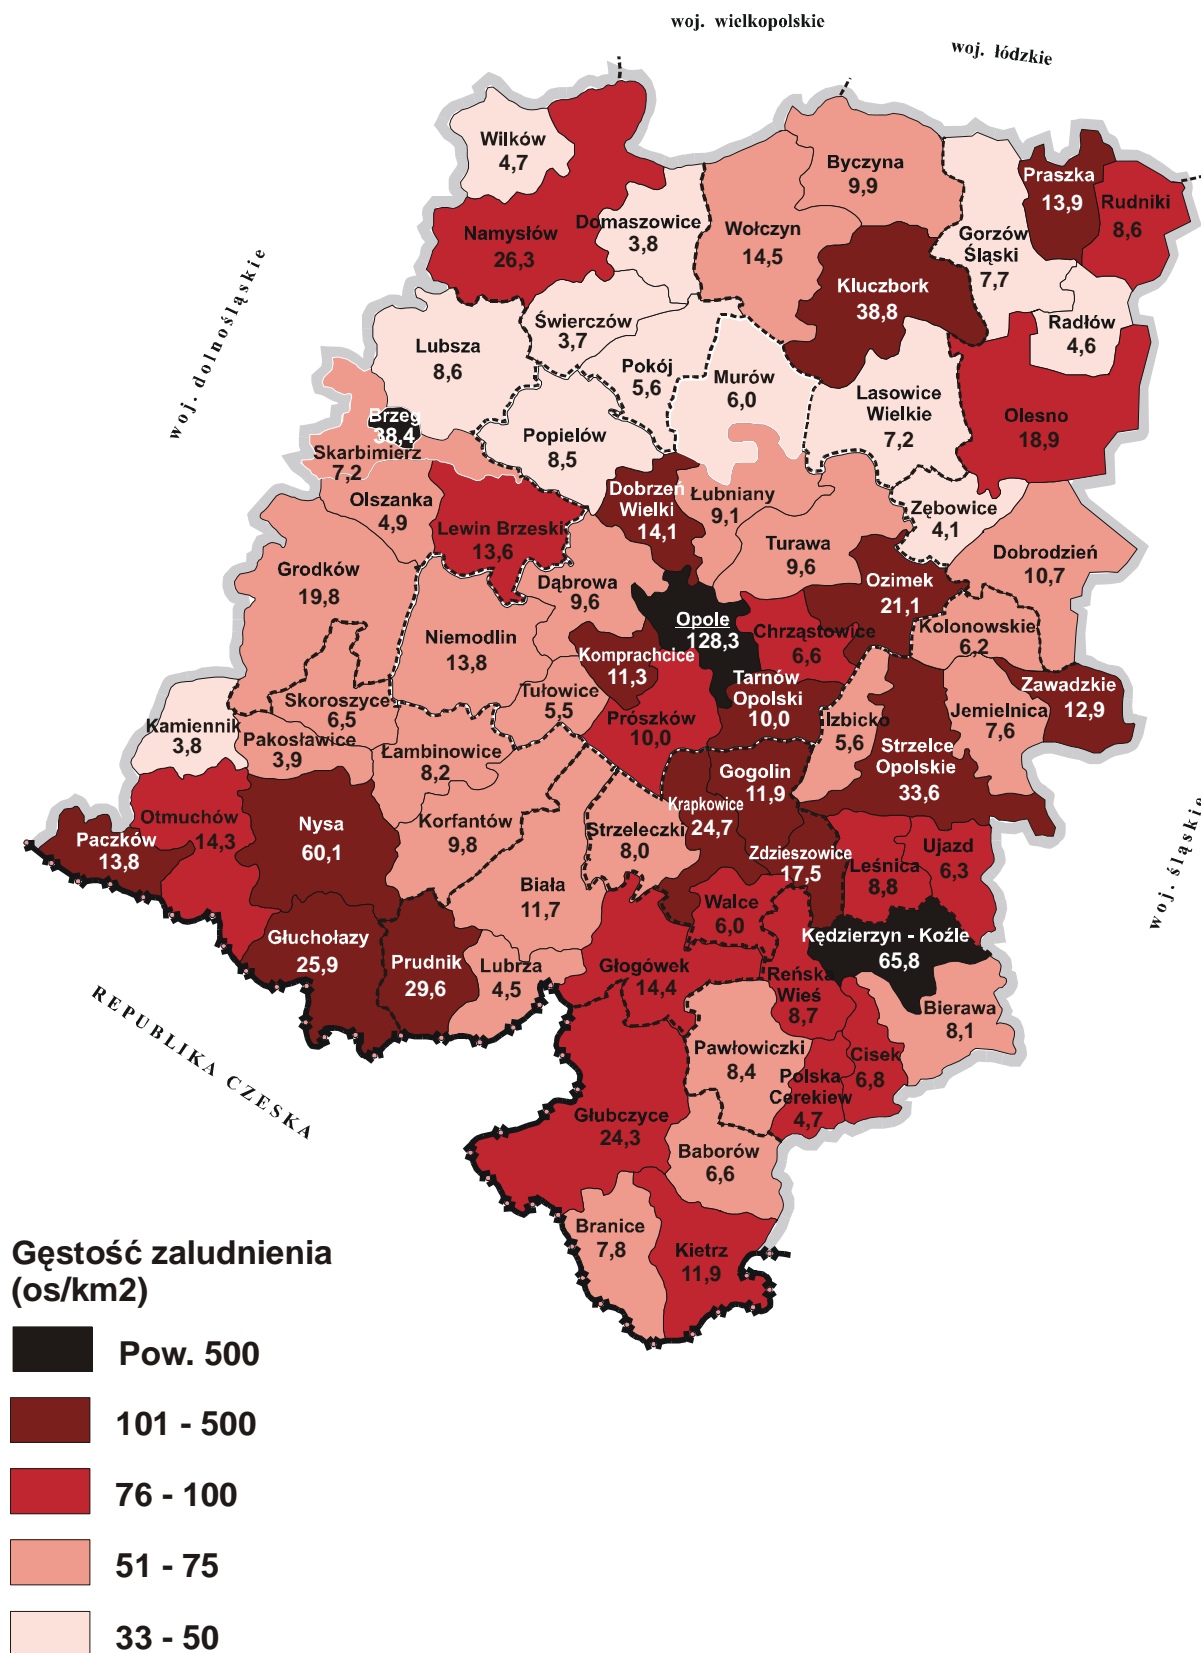 woj. wielkopolskie
woj. łódzkie
Wilków
4,7
Byczyna
9,9
Praszka
13,9
Rudniki
8,6
Namysłów
26,3
Domaszowice
3,8
Wołczyn
14,5
Gorzów
Śląski
7,7
Kluczbork
38,8
woj. dolnośląskie
Świerczów
3,7
Radłów
4,6
Lubsza
8,6
Pokój
5,6
Murów
6,0
Lasowice
Wielkie
7,2
Olesno
18,9
Brzeg
38,4
Skarbimierz
7,2
Popielów
8,5
Olszanka
4,9
Lewin Brzeski
13,6
Dobrzeń
Wielki
14,1
Łubniany
9,1
Zębowice
4,1
Turawa
9,6
Dobrodzień
10,7
Grodków
19,8
Dąbrowa
9,6
Ozimek
21,1
Opole
128,3
Chrząstowice
6,6
Kolonowskie
6,2
Niemodlin
13,8
Komprachcice
11,3
Tarnów
Opolski
10,0
Zawadzkie
12,9
Skoroszyce
6,5
Tułowice
5,5
Prószków
10,0
Izbicko
5,6
Jemielnica
7,6
Kamiennik
3,8
Pakosławice
3,9
Łambinowice
8,2
Strzelce
Opolskie
33,6
Gogolin
11,9
Otmuchów
14,3
Nysa
60,1
Korfantów
9,8
Strzeleczki
8,0
Krapkowice
24,7
Paczków
13,8
Zdzieszowice
17,5
Leśnica
8,8
Ujazd
6,3
woj. śląskie
Biała
11,7
Walce
6,0
Kędzierzyn - Koźle
65,8
Głuchołazy
25,9
Prudnik
29,6
Lubrza
4,5
Głogówek
14,4
Reńska
Wieś
8,7
Bierawa
8,1
REPUBLIKA CZESKA
Pawłowiczki
8,4
Cisek
6,8
Polska
Cerekiew
4,7
Głubczyce
24,3
Baborów
6,6
Branice
7,8
Kietrz
11,9
Gęstość zaludnienia
(os/km2)
Pow. 500
101 - 500
76 - 100
51 - 75
33 - 50